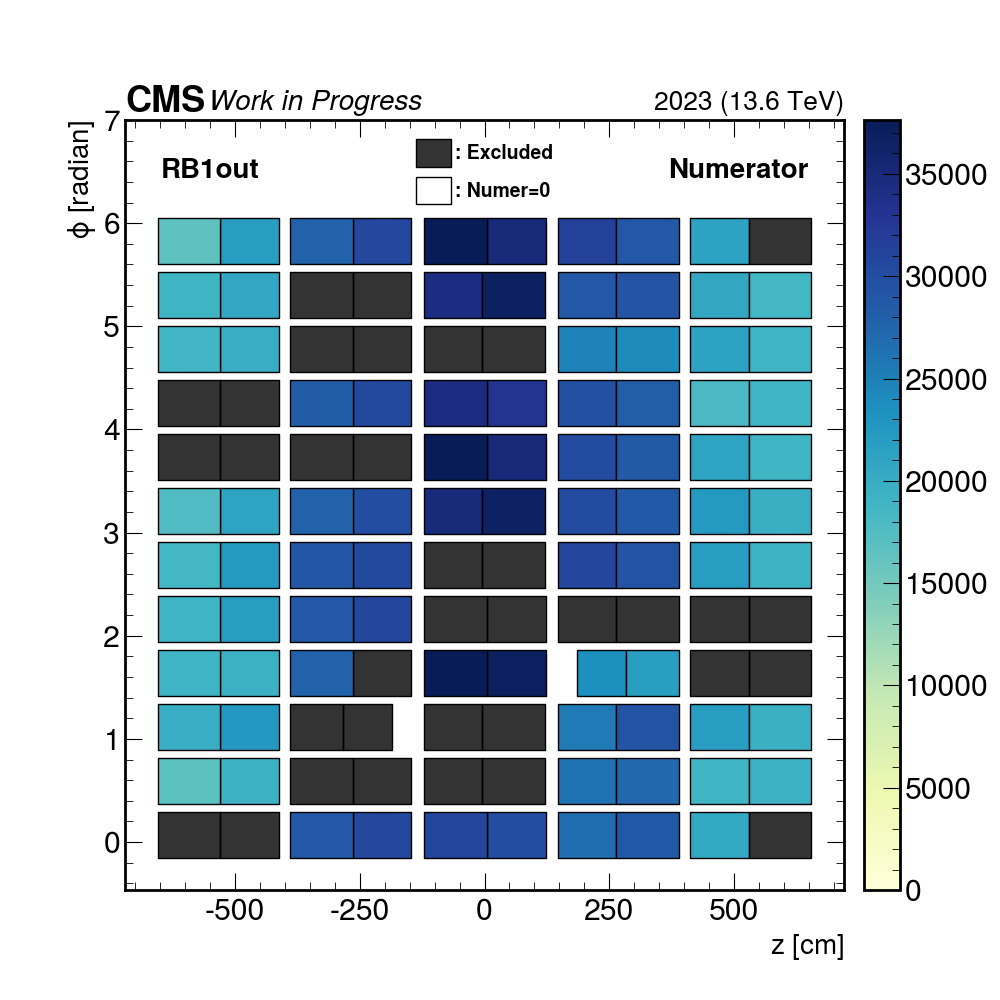 CMS Work in Progress 2023 (13.6 TeV)
RB1out
: Excluded
: Numer=0
Numerator
ϕ [radian]
7
6
5
4
3
2
1
0
-500 -250 0 250 500
z [cm]
35000
30000
25000
20000
15000
10000
5000
0